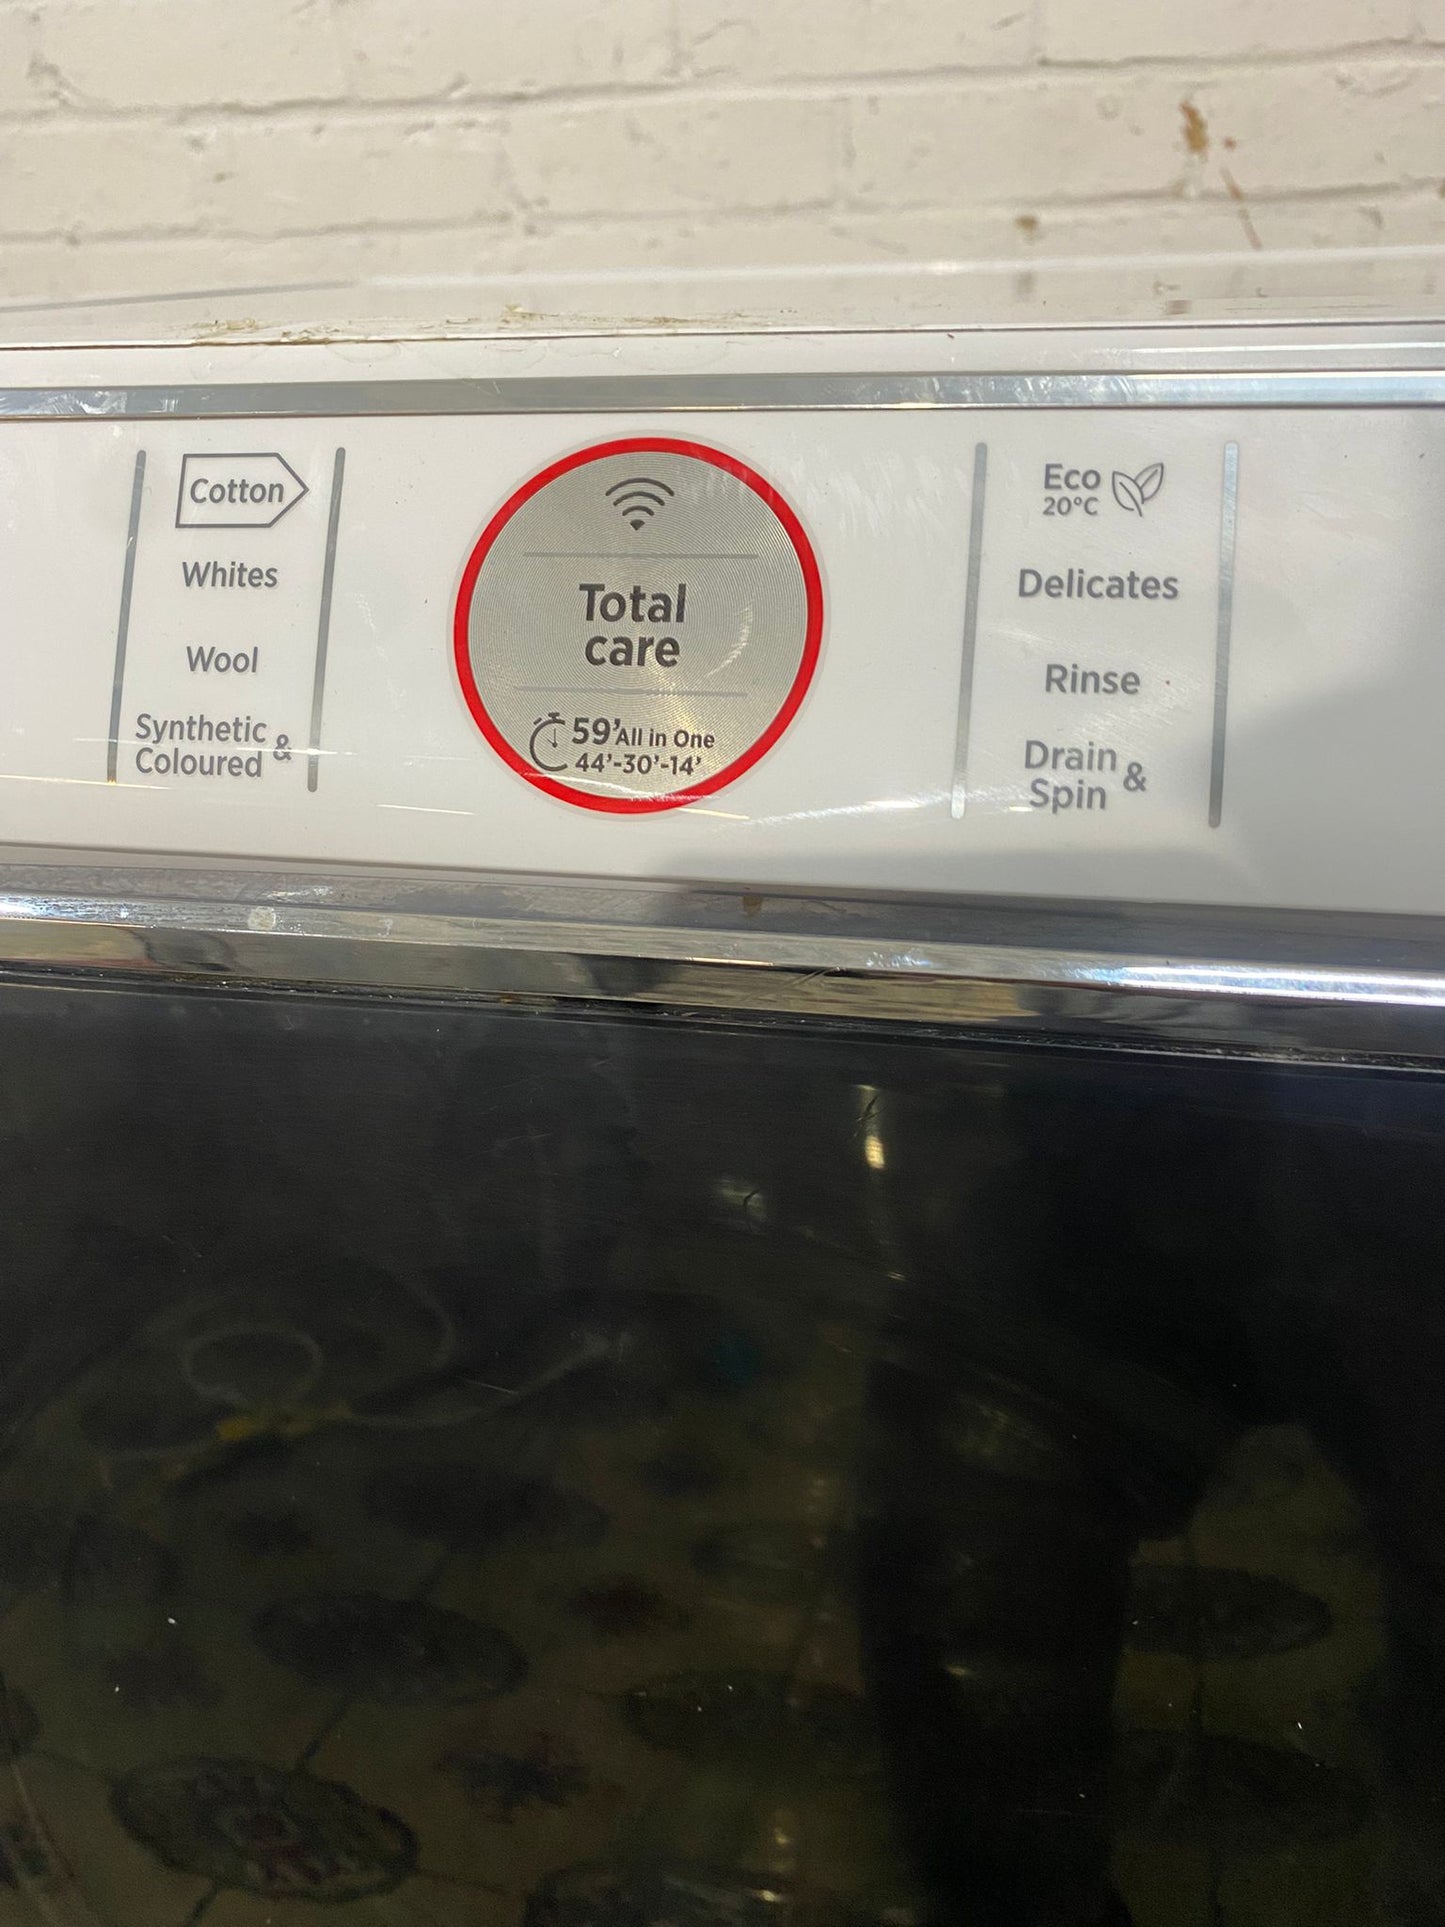 Cotton
Whites
Wool
Synthetic &
Coloured
Total
care
59' All in One
44'-30'-14'
Eco
20°C
Delicates
Rinse
Drain &
Spin